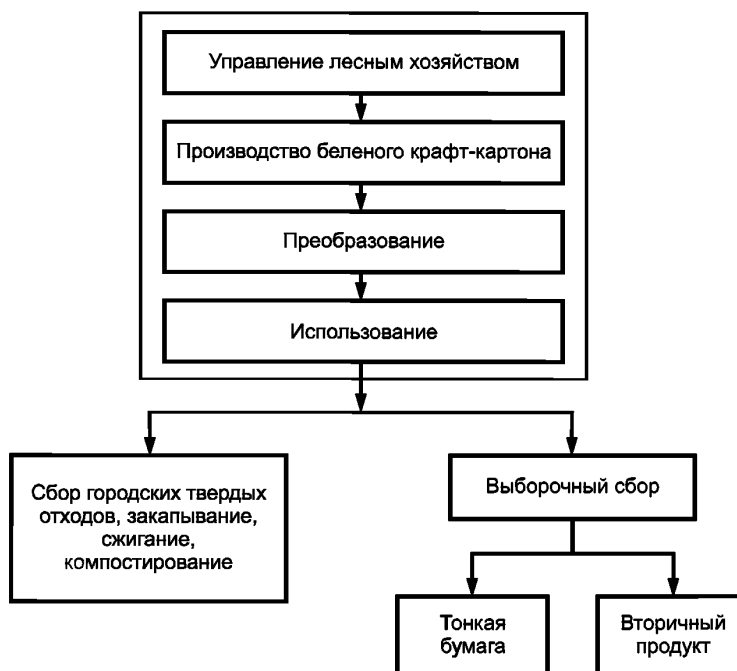 Управление лесным хозяйством
Производство беленого крафт-картона
Преобразование
Использование
Сбор городских твердых
отходов, закапывание,
сжигание,
компостирование
Выборочный сбор
Тонкая
бумага
Вторичный
продукт